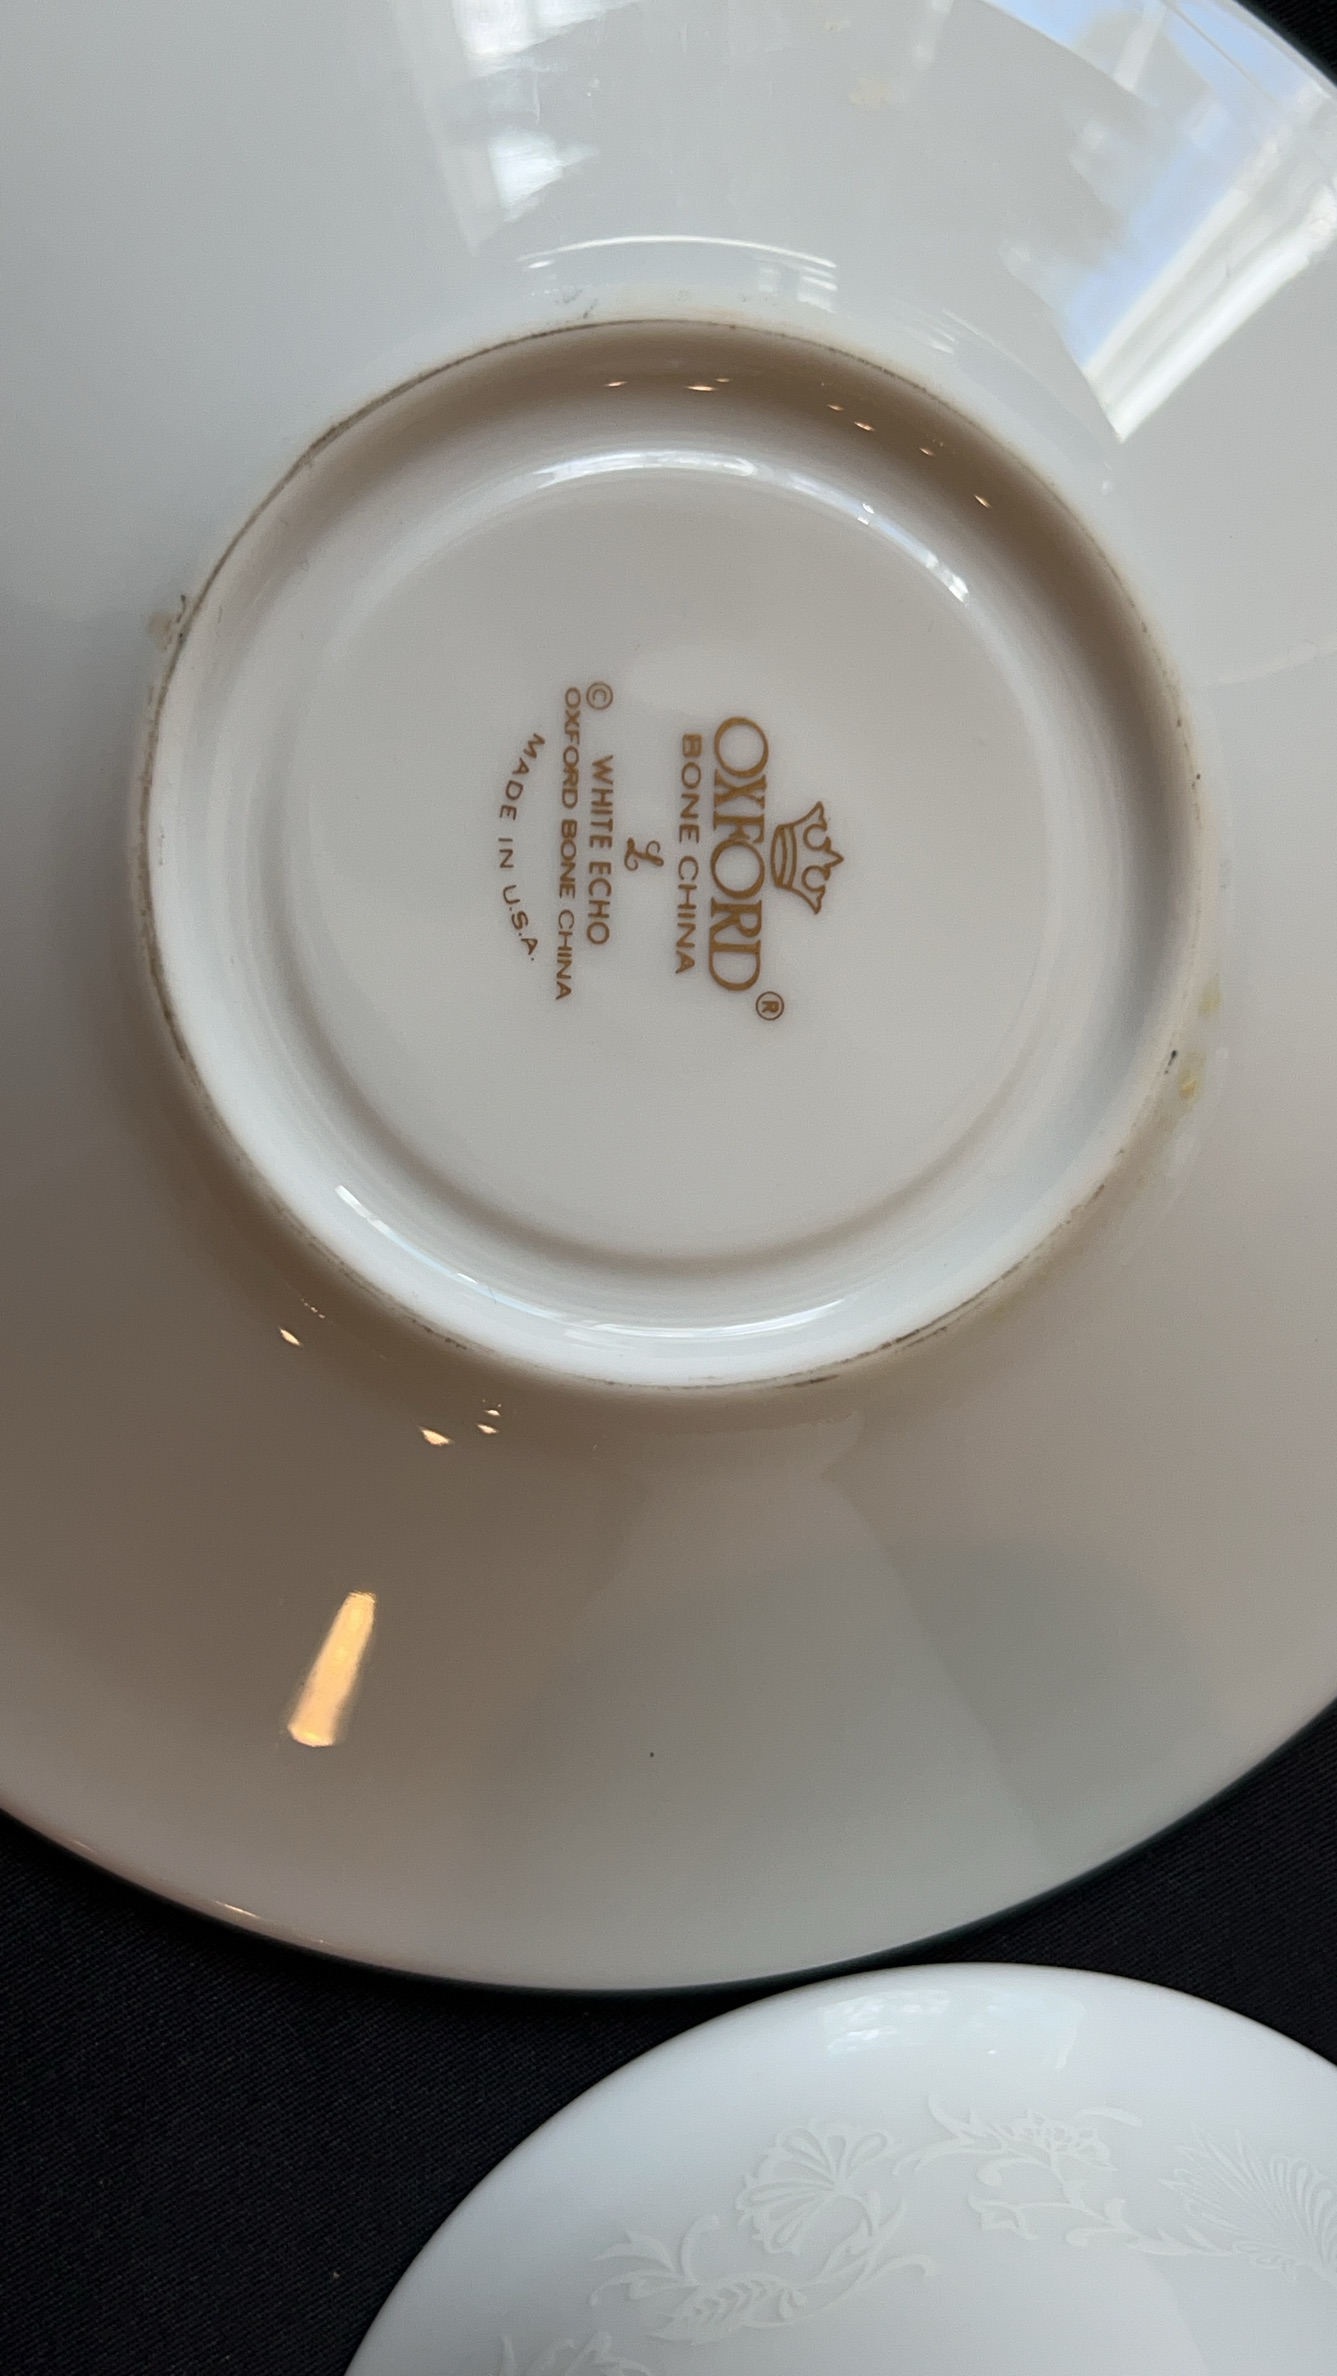 OXFORD®
BONE CHINA
L
© WHITE ECHO
OXFORD BONE CHINA
MADE IN U.S.A.